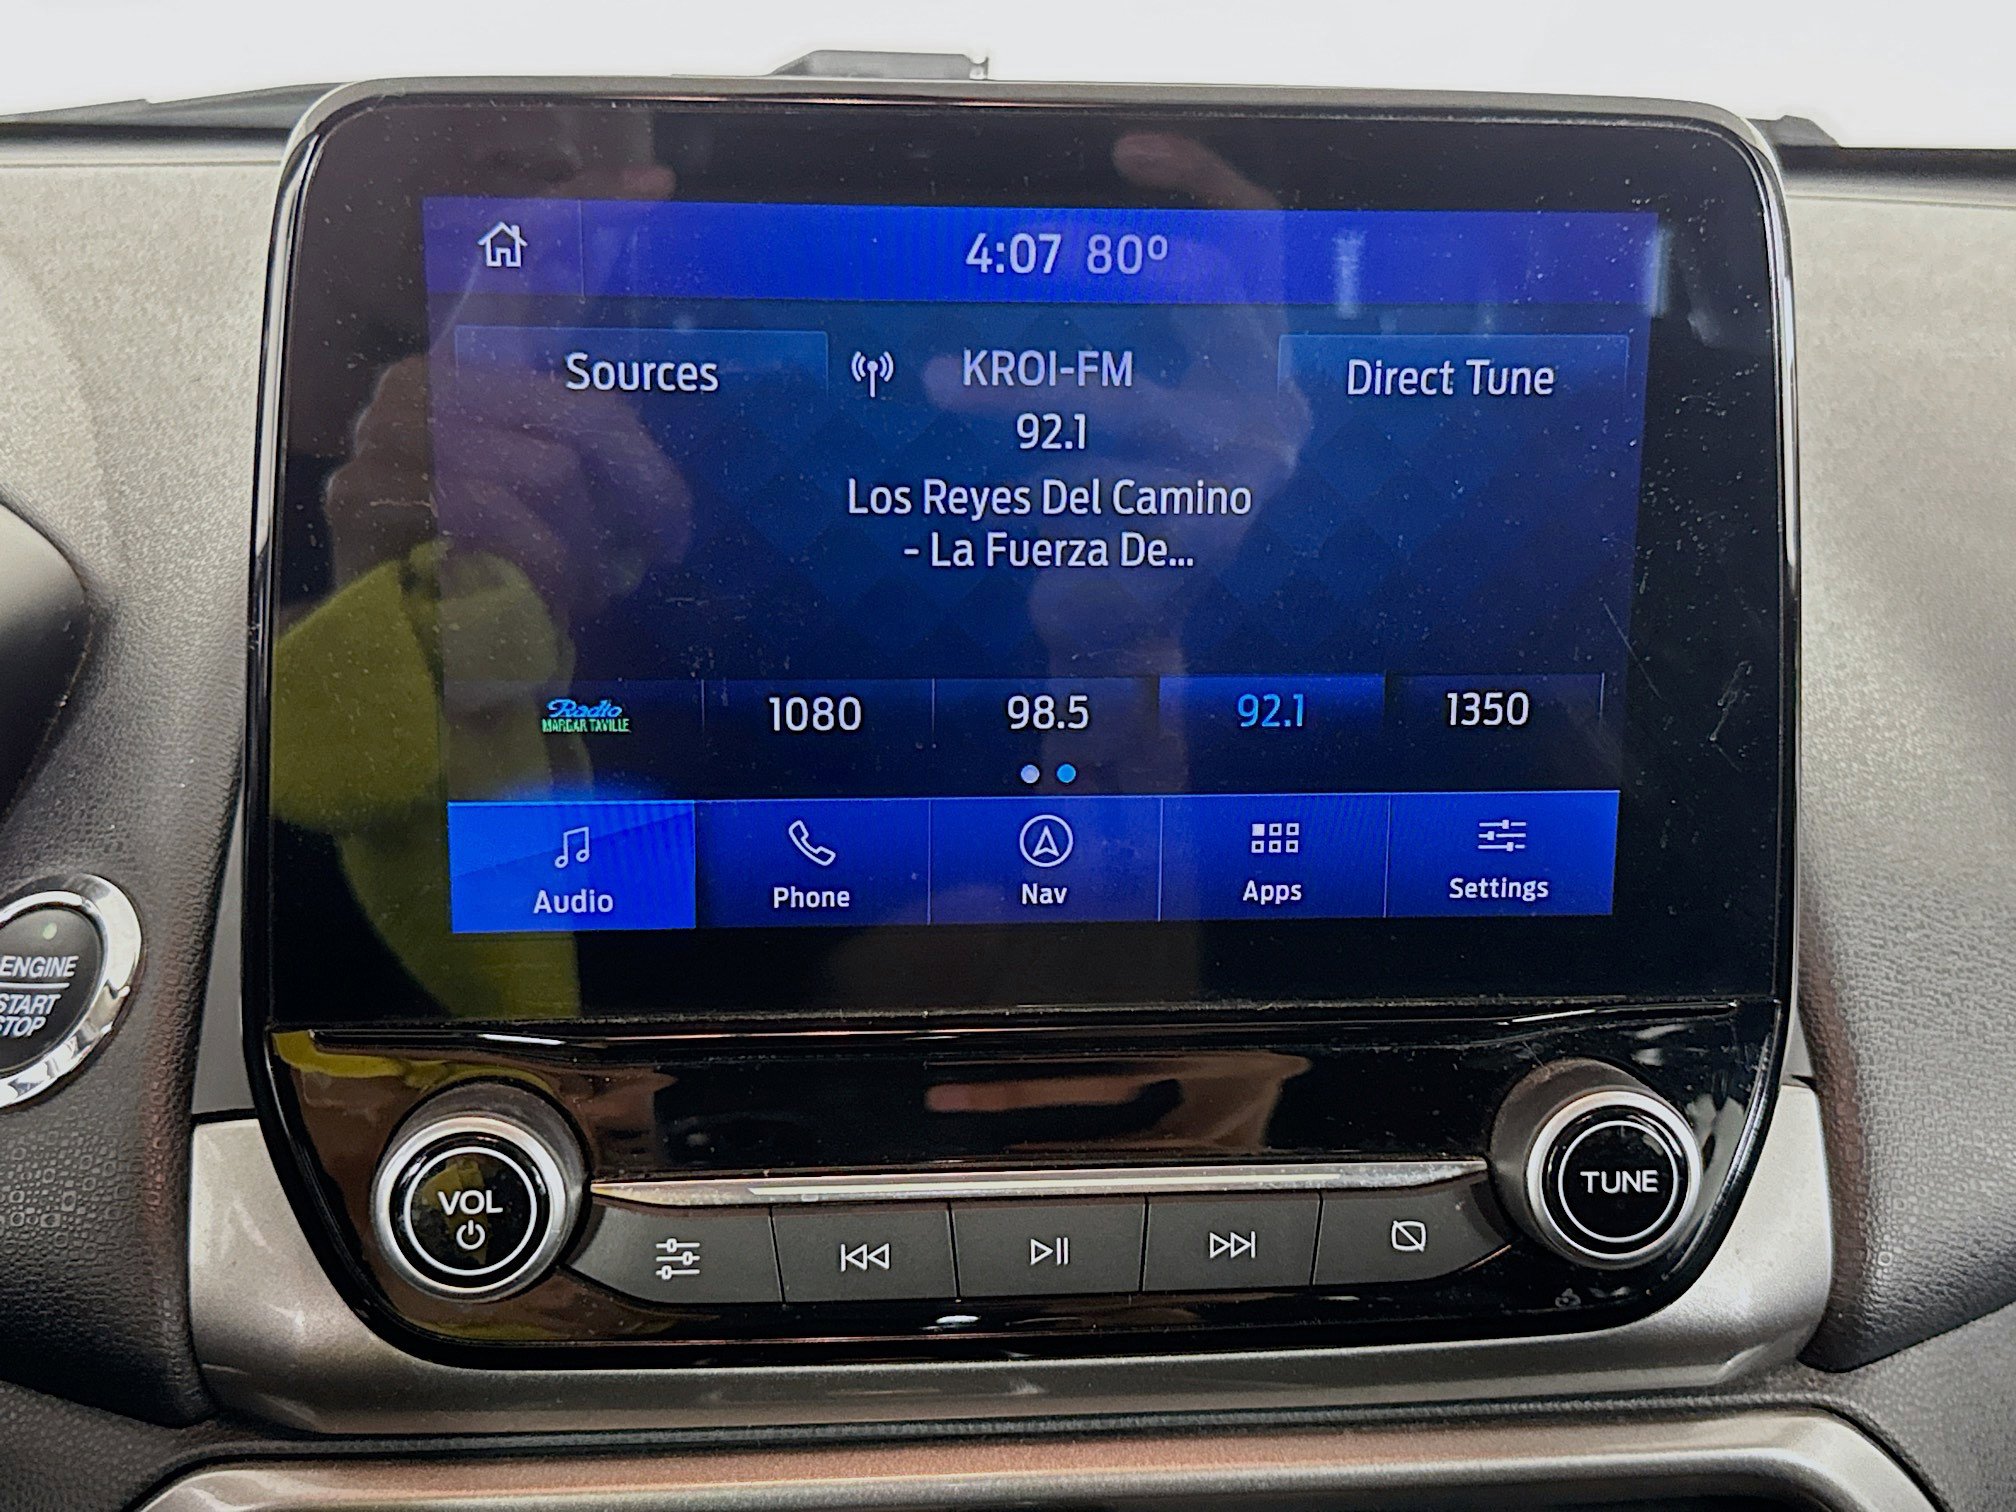 4:07 80º
Sources
KROI-FM
Direct Tune
92.1
Los Reyes Del Camino
- La Fuerza De...
Radio
MARGARITAVILLE
1080
98.5
92.1
1350
Audio
Phone
Nav
Apps
Settings
ENGINE
START
STOP
VOL
TUNE